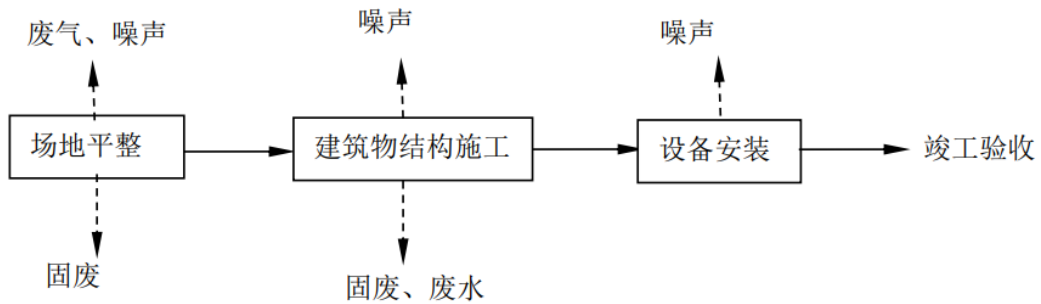 废气、噪声
噪声
噪声
场地平整
建筑物结构施工
设备安装
竣工验收
固废
固废、废水